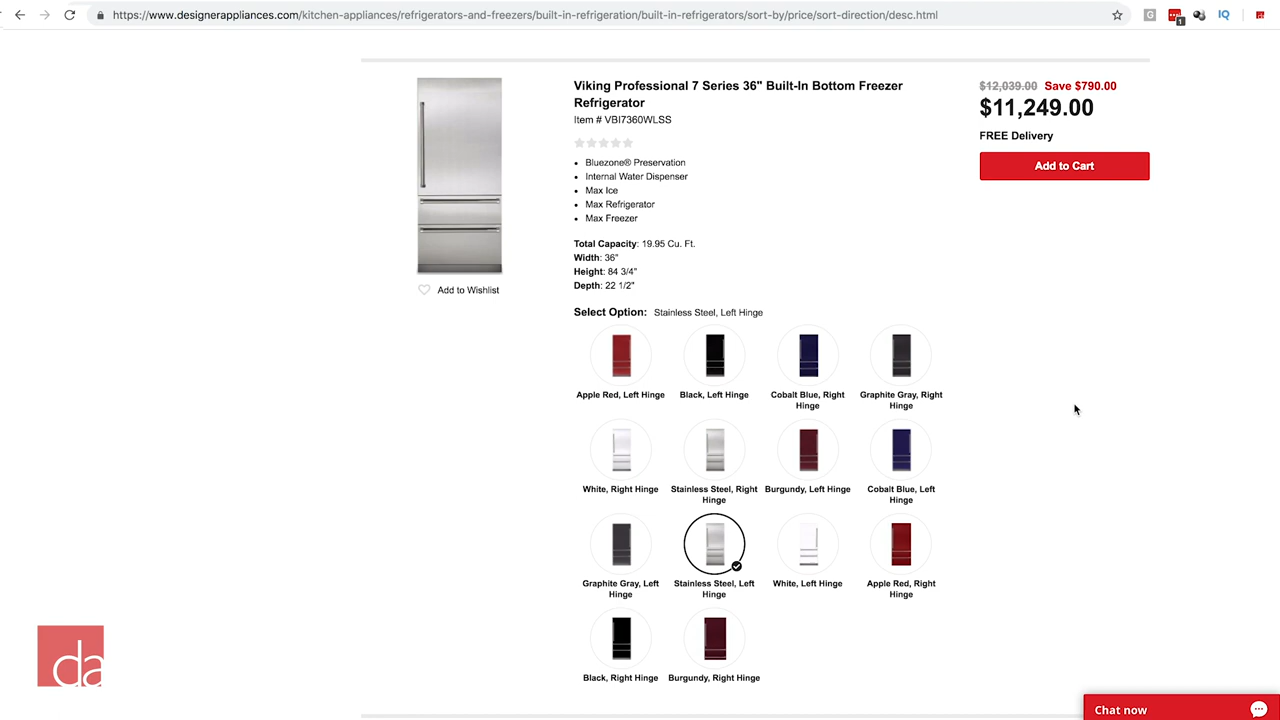 https://www.designerappliances.com/kitchen-appliances/refrigerators-and-freezers/built-in-refrigeration/built-in-refrigerators/sort-by/price/sort-direction/desc.html
G
1
IQ
Viking Professional 7 Series 36" Built-In Bottom Freezer
Refrigerator
Item # VBI7360WLSS
Bluezone® Preservation
Internal Water Dispenser
Max Ice
Max Refrigerator
Max Freezer
Total Capacity: 19.95 Cu. Ft.
Width: 36"
Height: 84 3/4"
Depth: 22 1/2"
$12,039.00 Save $790.00
$11,249.00
FREE Delivery
Add to Cart
Add to Wishlist
Select Option: Stainless Steel, Left Hinge
Apple Red, Left Hinge
Black, Left Hinge
Cobalt Blue, Right
Hinge
Graphite Gray, Right
Hinge
White, Right Hinge
Stainless Steel, Right
Hinge
Burgundy, Left Hinge
Cobalt Blue, Left
Hinge
Graphite Gray, Left
Hinge
Stainless Steel, Left
Hinge
White, Left Hinge
Apple Red, Right
Hinge
Black, Right Hinge
Burgundy, Right Hinge
da
Chat now